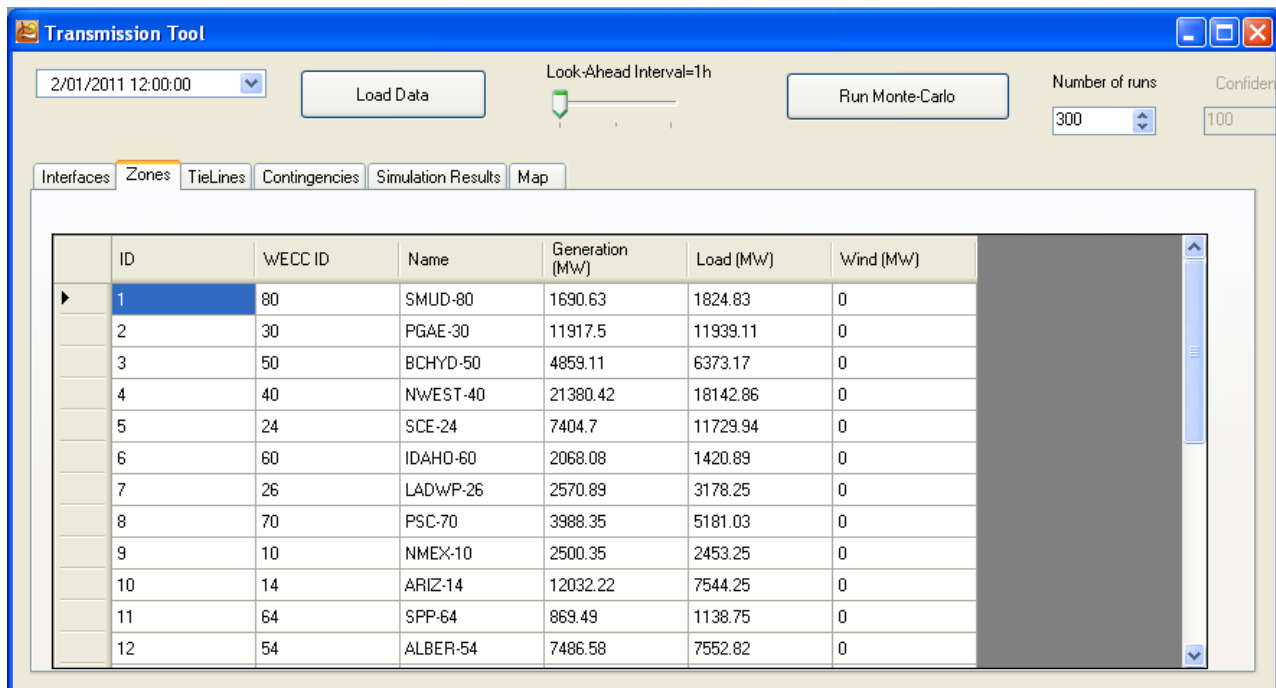 Transmission Tool
2/01/2011 12:00:00
Load Data
Look-Ahead Interval=1h
Run Monte-Carlo
Number of runs
300
Confiden
100
Interfaces Zones TieLines Contingencies Simulation Results Map
ID WECC ID Name Generation (MW) Load (MW) Wind (MW)
1 80 SMUD-80 1690.63 1824.83 0
2 30 PGAE-30 11917.5 11939.11 0
3 50 BCHYD-50 4859.11 6373.17 0
4 40 NWEST-40 21380.42 18142.86 0
5 24 SCE-24 7404.7 11729.94 0
6 60 IDAHO-60 2068.08 1420.89 0
7 26 LADWP-26 2570.89 3178.25 0
8 70 PSC-70 3988.35 5181.03 0
9 10 NMEX-10 2500.35 2453.25 0
10 14 ARIZ-14 12032.22 7544.25 0
11 64 SPP-64 869.49 1138.75 0
12 54 ALBER-54 7486.58 7552.82 0